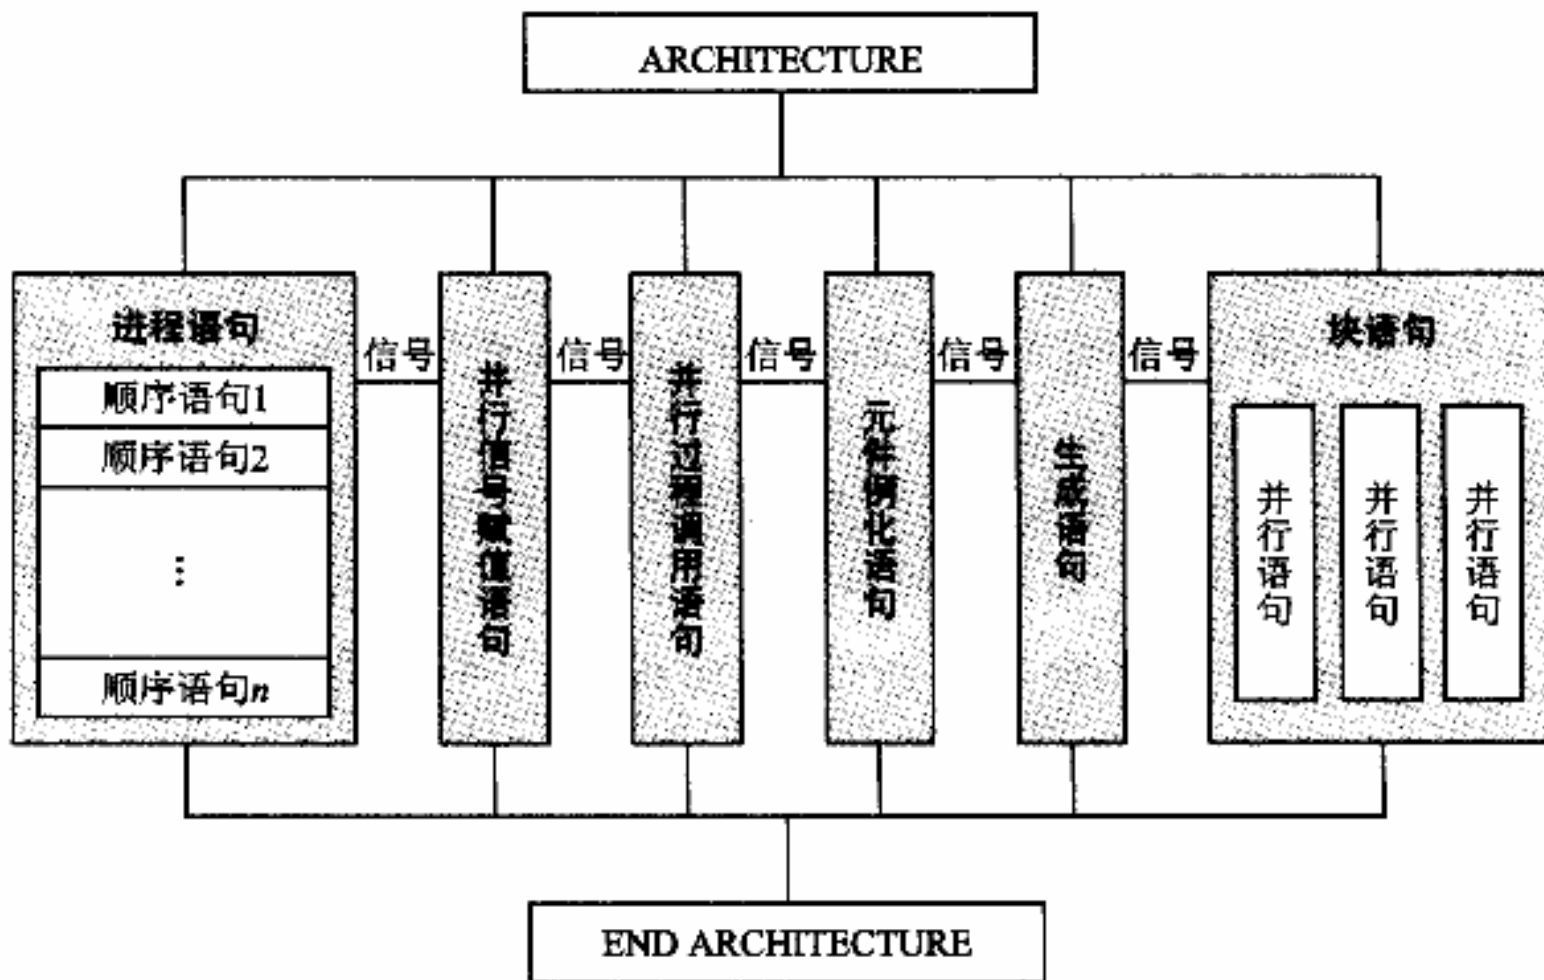 ARCHITECTURE
进程语句
顺序语句1
顺序语句2
⋮
顺序语句n
信号
并行信号赋值语句
信号
并行过程调用语句
信号
元件例化语句
信号
生成语句
信号
块语句
并行语句
并行语句
并行语句
END ARCHITECTURE